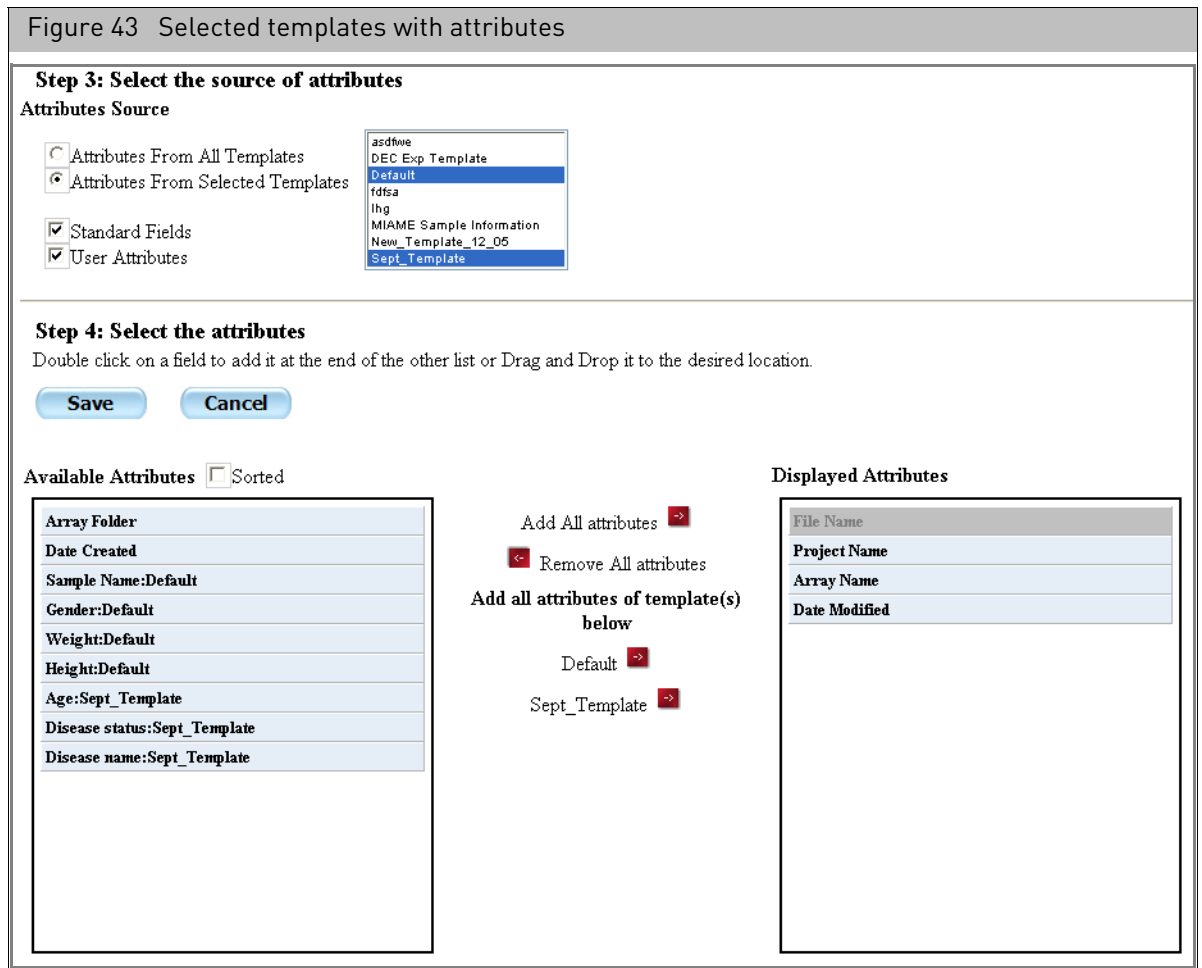 Figure 43 Selected templates with attributes
Step 3: Select the source of attributes
Attributes Source
Attributes From All Templates
Attributes From Selected Templates
Standard Fields
User Attributes
asdfwe
DEC Exp Template
Default
fdfsa
lhg
MIAME Sample Information
New_Template_12_05
Sept_Template
Step 4: Select the attributes
Double click on a field to add it at the end of the other list or Drag and Drop it to the desired location.
Save Cancel
Available Attributes Sorted
Array Folder
Date Created
Sample Name:Default
Gender:Default
Weight:Default
Height:Default
Age:Sept_Template
Disease status:Sept_Template
Disease name:Sept_Template
Add All attributes ->
<- Remove All attributes
Add all attributes of template(s)
below
Default ->
Sept_Template ->
Displayed Attributes
File Name
Project Name
Array Name
Date Modified